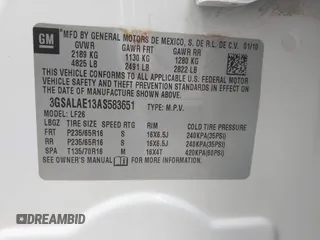 GM
MFD BY GENERAL MOTORS DE MEXICO, S. DE R.L. DE C.V. 01/10
GVWR GAWR FRT GAWR RR
2189 KG 1130 KG 1280 KG
4825 LB 2491 LB 2822 LB
THIS VEHICLE CONFORMS TO ALL APPLICABLE U.S. FEDERAL MOTOR
VEHICLE SAFETY, BUMPER, AND THEFT PREVENTION STANDARDS IN
EFFECT ON THE DATE OF MANUFACTURE SHOWN ABOVE.
3GSALAE13AS583651 TYPE: M.P.V.
MODEL: LF26
LBGZ TIRE SIZE SPEED RTG RIM COLD TIRE PRESSURE
FRT P235/65R16 S 16X6.5J 240KPA(35PSI)
RR P235/65R16 S 16X6.5J 240KPA(35PSI)
SPA T135/70R16 M 16X4T 420KPA(60PSI)
SEE OWNER'S MANUAL FOR ADDITIONAL INFORMATION.
DREAMBID